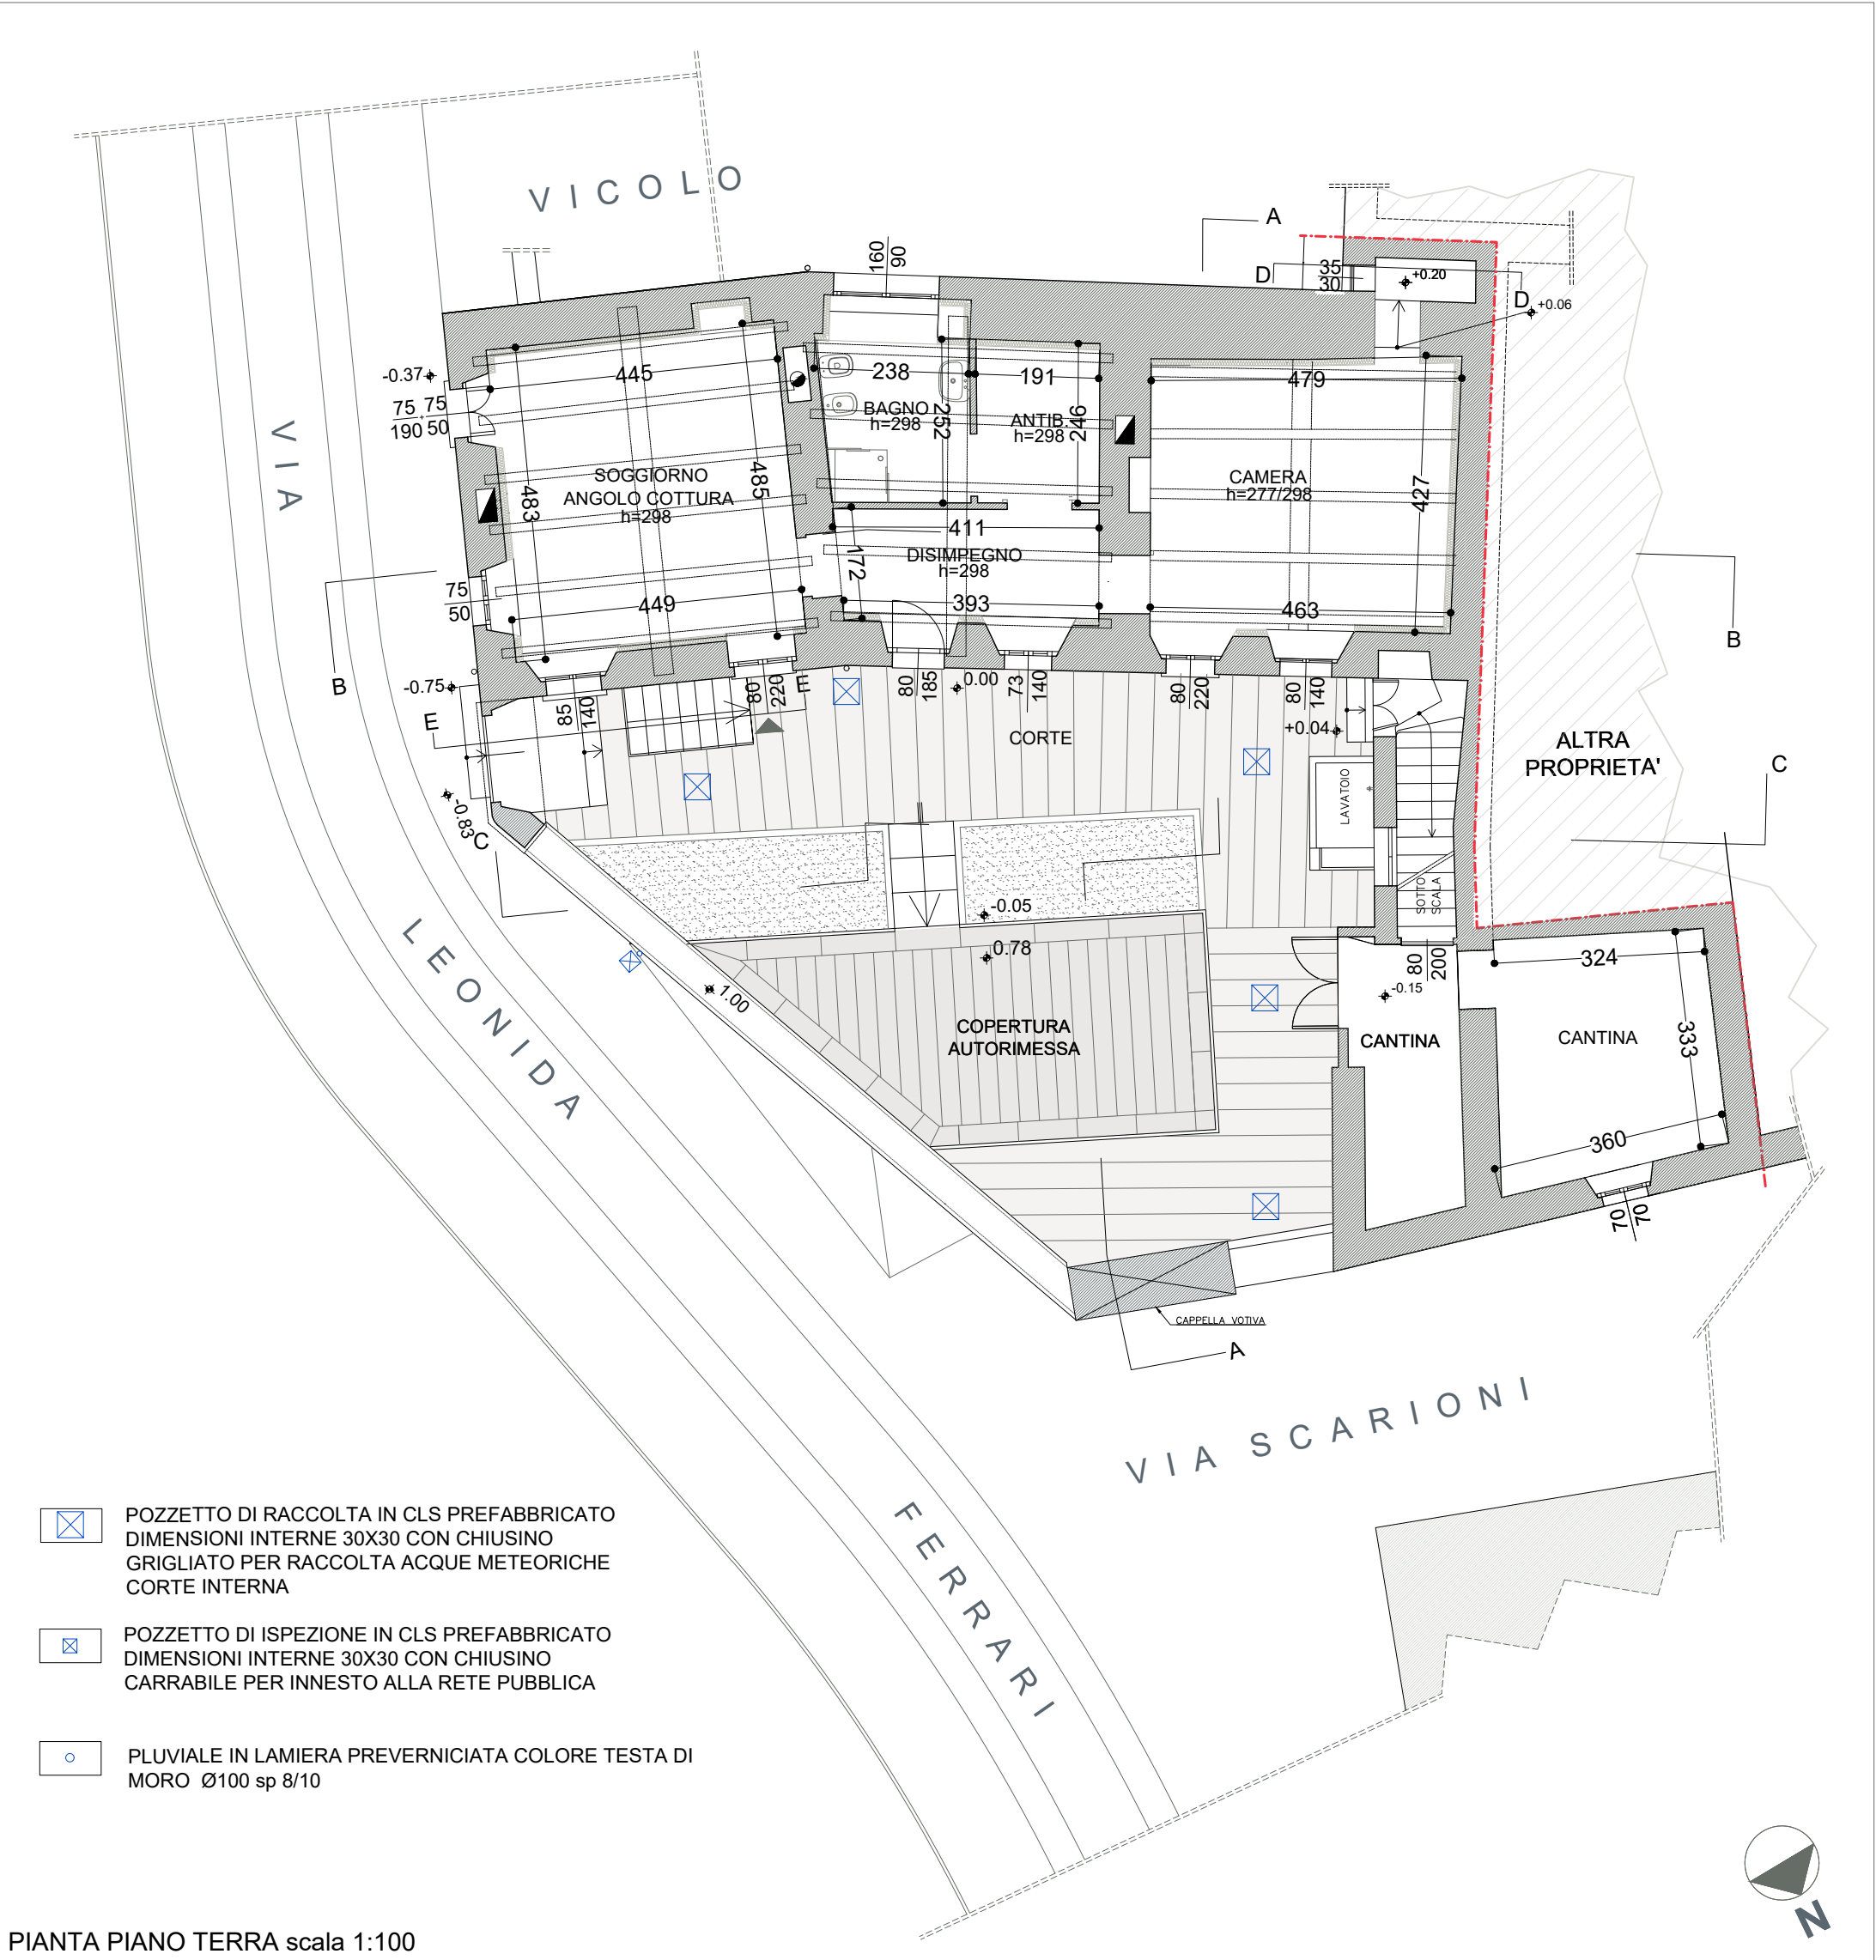 VICOLO
A
160
90
D
35
30
+0.20
D
+0.06
-0.37
75
190
75
50
445
238
191
479
BAGNO
h=298
252
ANTIB.
h=298
246
VIA
SOGGIORNO
ANGOLO COTTURA
h=298
483
485
CAMERA
h=277/298
427
411
172
DISIMPEGNO
h=298
75
50
449
393
463
B
B
-0.75
E
E
85
140
80
220
80
185
0.00
73
140
80
220
80
140
+0.04
CORTE
ALTRA
PROPRIETA'
C
LAVATOIO
-0.83
C
SOTTO
SCALA
-0.05
0.78
1.00
80
200
-0.15
324
333
COPERTURA
AUTORIMESSA
CANTINA
CANTINA
360
70
70
LEONIDA
CAPPELLA VOTIVA
A
VIA SCARIONI
FERRARI
POZZETTO DI RACCOLTA IN CLS PREFABBRICATO
DIMENSIONI INTERNE 30X30 CON CHIUSINO
GRIGLIATO PER RACCOLTA ACQUE METEORICHE
CORTE INTERNA
POZZETTO DI ISPEZIONE IN CLS PREFABBRICATO
DIMENSIONI INTERNE 30X30 CON CHIUSINO
CARRABILE PER INNESTO ALLA RETE PUBBLICA
PLUVIALE IN LAMIERA PREVERNICIATA COLORE TESTA DI
MORO Ø100 sp 8/10
N
PIANTA PIANO TERRA scala 1:100